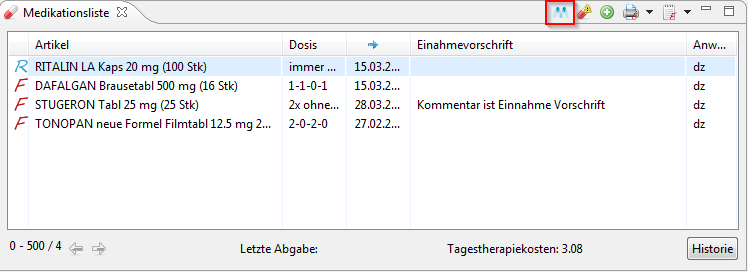 Medikationsliste
Artikel Dosis Einahmevorschrift Anw...
R RITALIN LA Kaps 20 mg (100 Stk) immer ... 15.03.2... dz
F DAFALGAN Brausetabl 500 mg (16 Stk) 1-1-0-1 15.03.2... dz
F STUGERON Tabl 25 mg (25 Stk) 2x ohne... 28.03.2... Kommentar ist Einnahme Vorschrift dz
F TONOPAN neue Formel Filmtabl 12.5 mg 2... 2-0-2-0 27.02.2... dz
0 - 500 / 4 Letzte Abgabe: Tagestherapiekosten: 3.08 Historie